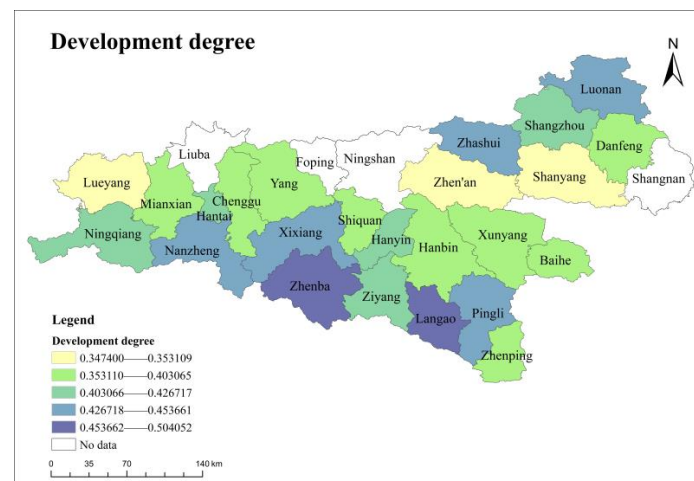 Development degree
N
Luonan
Shangzhou
Zhashui
Danfeng
Liuba
Foping
Ningshan
Shangnan
Lueyang
Zhen'an
Shanyang
Mianxian
Chenggu
Yang
Hantai
Shiquan
Ningqiang
Nanzheng
Xixiang
Hanyin
Hanbin
Xunyang
Baihe
Zhenba
Ziyang
Langao
Pingli
Zhenping
Legend
Development degree
0.347400——0.353109
0.353110——0.403065
0.403066——0.426717
0.426718——0.453661
0.453662——0.504052
No data
0 35 70 140 km